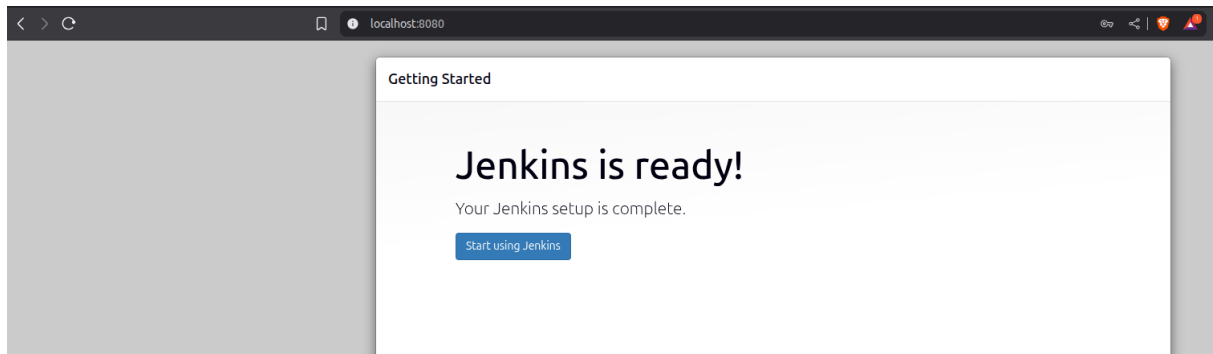 localhost:8080
Getting Started
Jenkins is ready!
Your Jenkins setup is complete.
Start using Jenkins